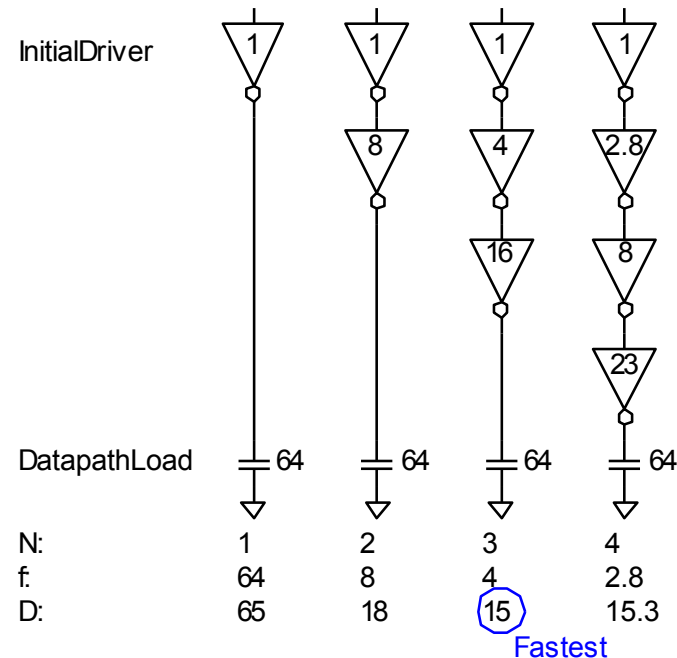 InitialDriver 1 1 1 1
8 4 2.8
16 8
23
DatapathLoad 64 64 64 64
N: 1 2 3 4
f: 64 8 4 2.8
D: 65 18 15 15.3
Fastest